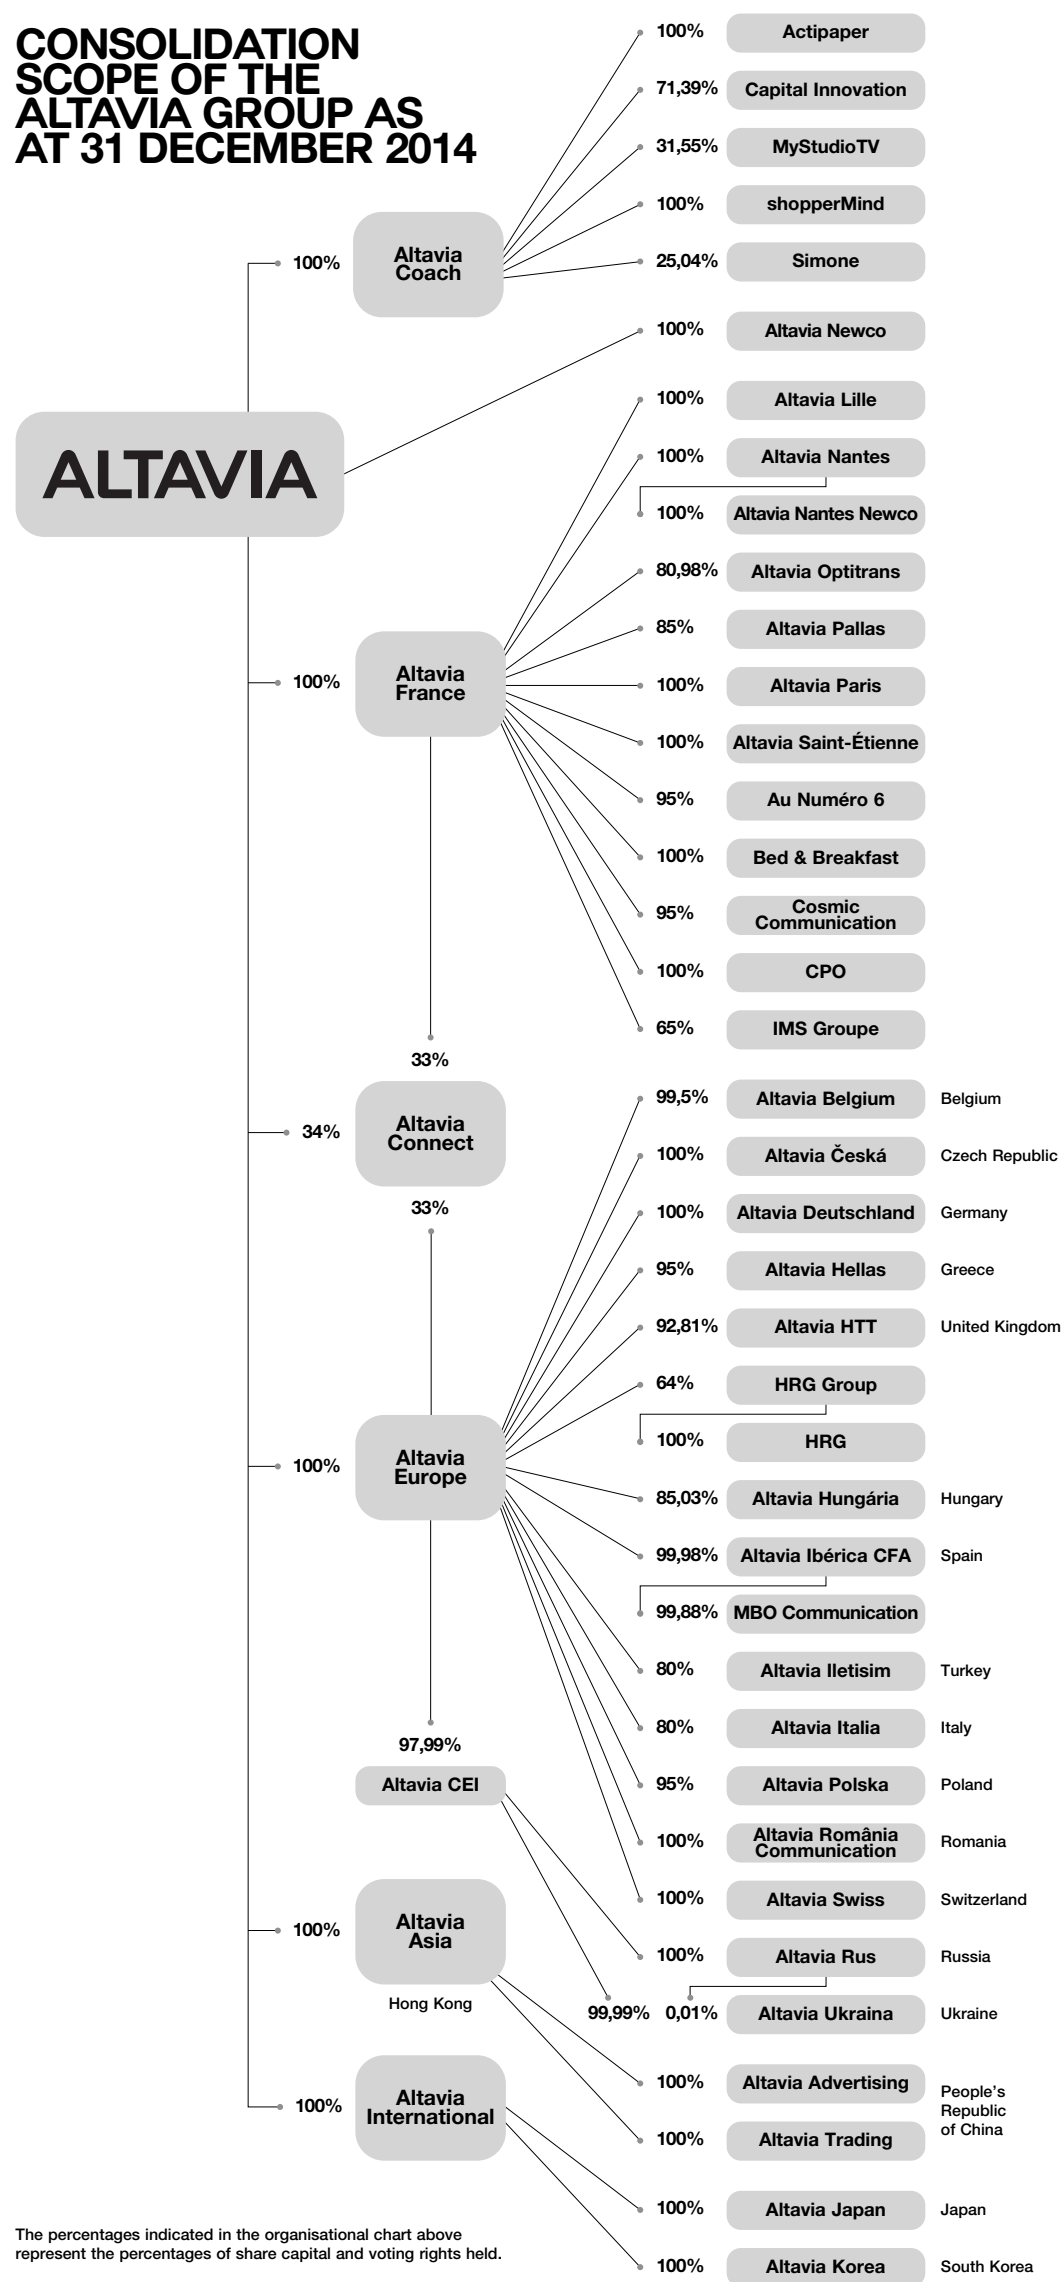 CONSOLIDATION
SCOPE OF THE
ALTAVIA GROUP AS
AT 31 DECEMBER 2014
100% Actipaper
71,39% Capital Innovation
31,55% MyStudioTV
100% shopperMind
25,04% Simone
100% Altavia
Coach
100% Altavia Newco
ALTAVIA
100% Altavia Lille
100% Altavia Nantes
100% Altavia Nantes Newco
80,98% Altavia Optitrans
85% Altavia Pallas
100% Altavia Paris
100% Altavia
France
100% Altavia Saint-Étienne
95% Au Numéro 6
100% Bed & Breakfast
95% Cosmic
Communication
100% CPO
65% IMS Groupe
33%
34% Altavia
Connect
33%
99,5% Altavia Belgium Belgium
100% Altavia Česká Czech Republic
100% Altavia Deutschland Germany
95% Altavia Hellas Greece
92,81% Altavia HTT United Kingdom
64% HRG Group
100% HRG
100% Altavia
Europe
85,03% Altavia Hungária Hungary
99,98% Altavia Ibérica CFA Spain
99,88% MBO Communication
80% Altavia Iletisim Turkey
80% Altavia Italia Italy
97,99%
Altavia CEI
95% Altavia Polska Poland
100% Altavia România
Communication Romania
100% Altavia Swiss Switzerland
100% Altavia
Asia
Hong Kong
100% Altavia Rus Russia
99,99% 0,01% Altavia Ukraina Ukraine
100% Altavia Advertising
100% Altavia Trading
People’s
Republic
of China
100% Altavia
International
100% Altavia Japan Japan
100% Altavia Korea South Korea
The percentages indicated in the organisational chart above
represent the percentages of share capital and voting rights held.